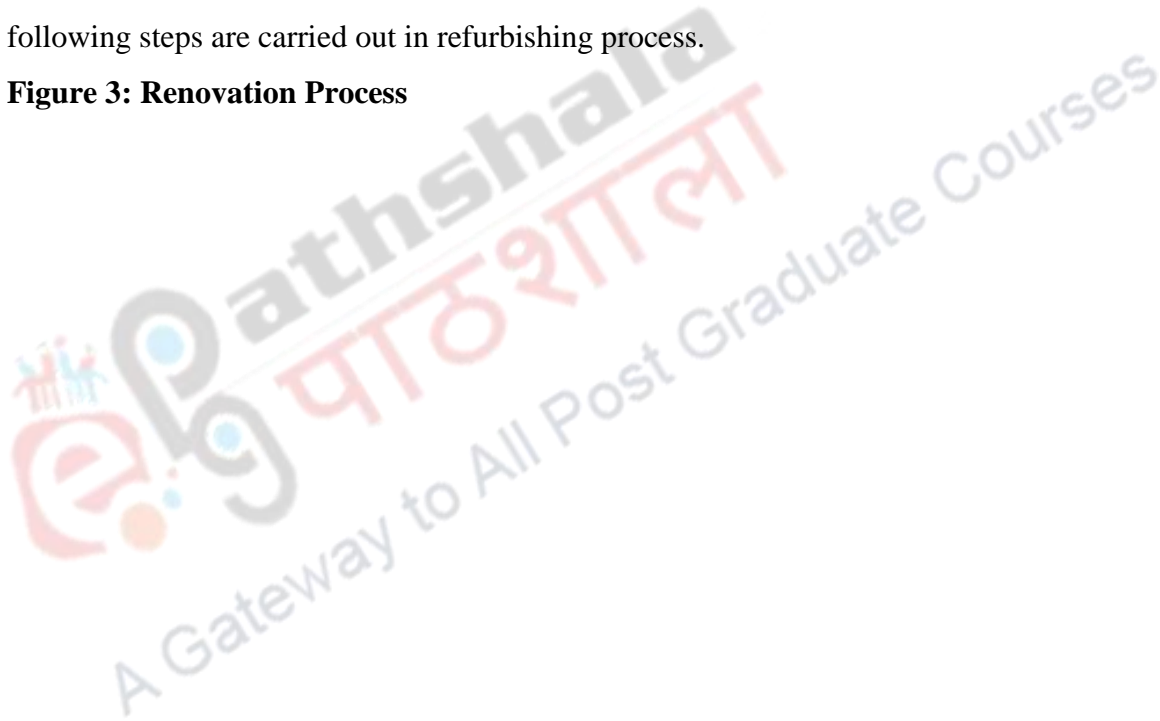 following steps are carried out in refurbishing process.
Figure 3: Renovation Process
Pathshala
पाठशाला
A Gateway to All Post Graduate Courses